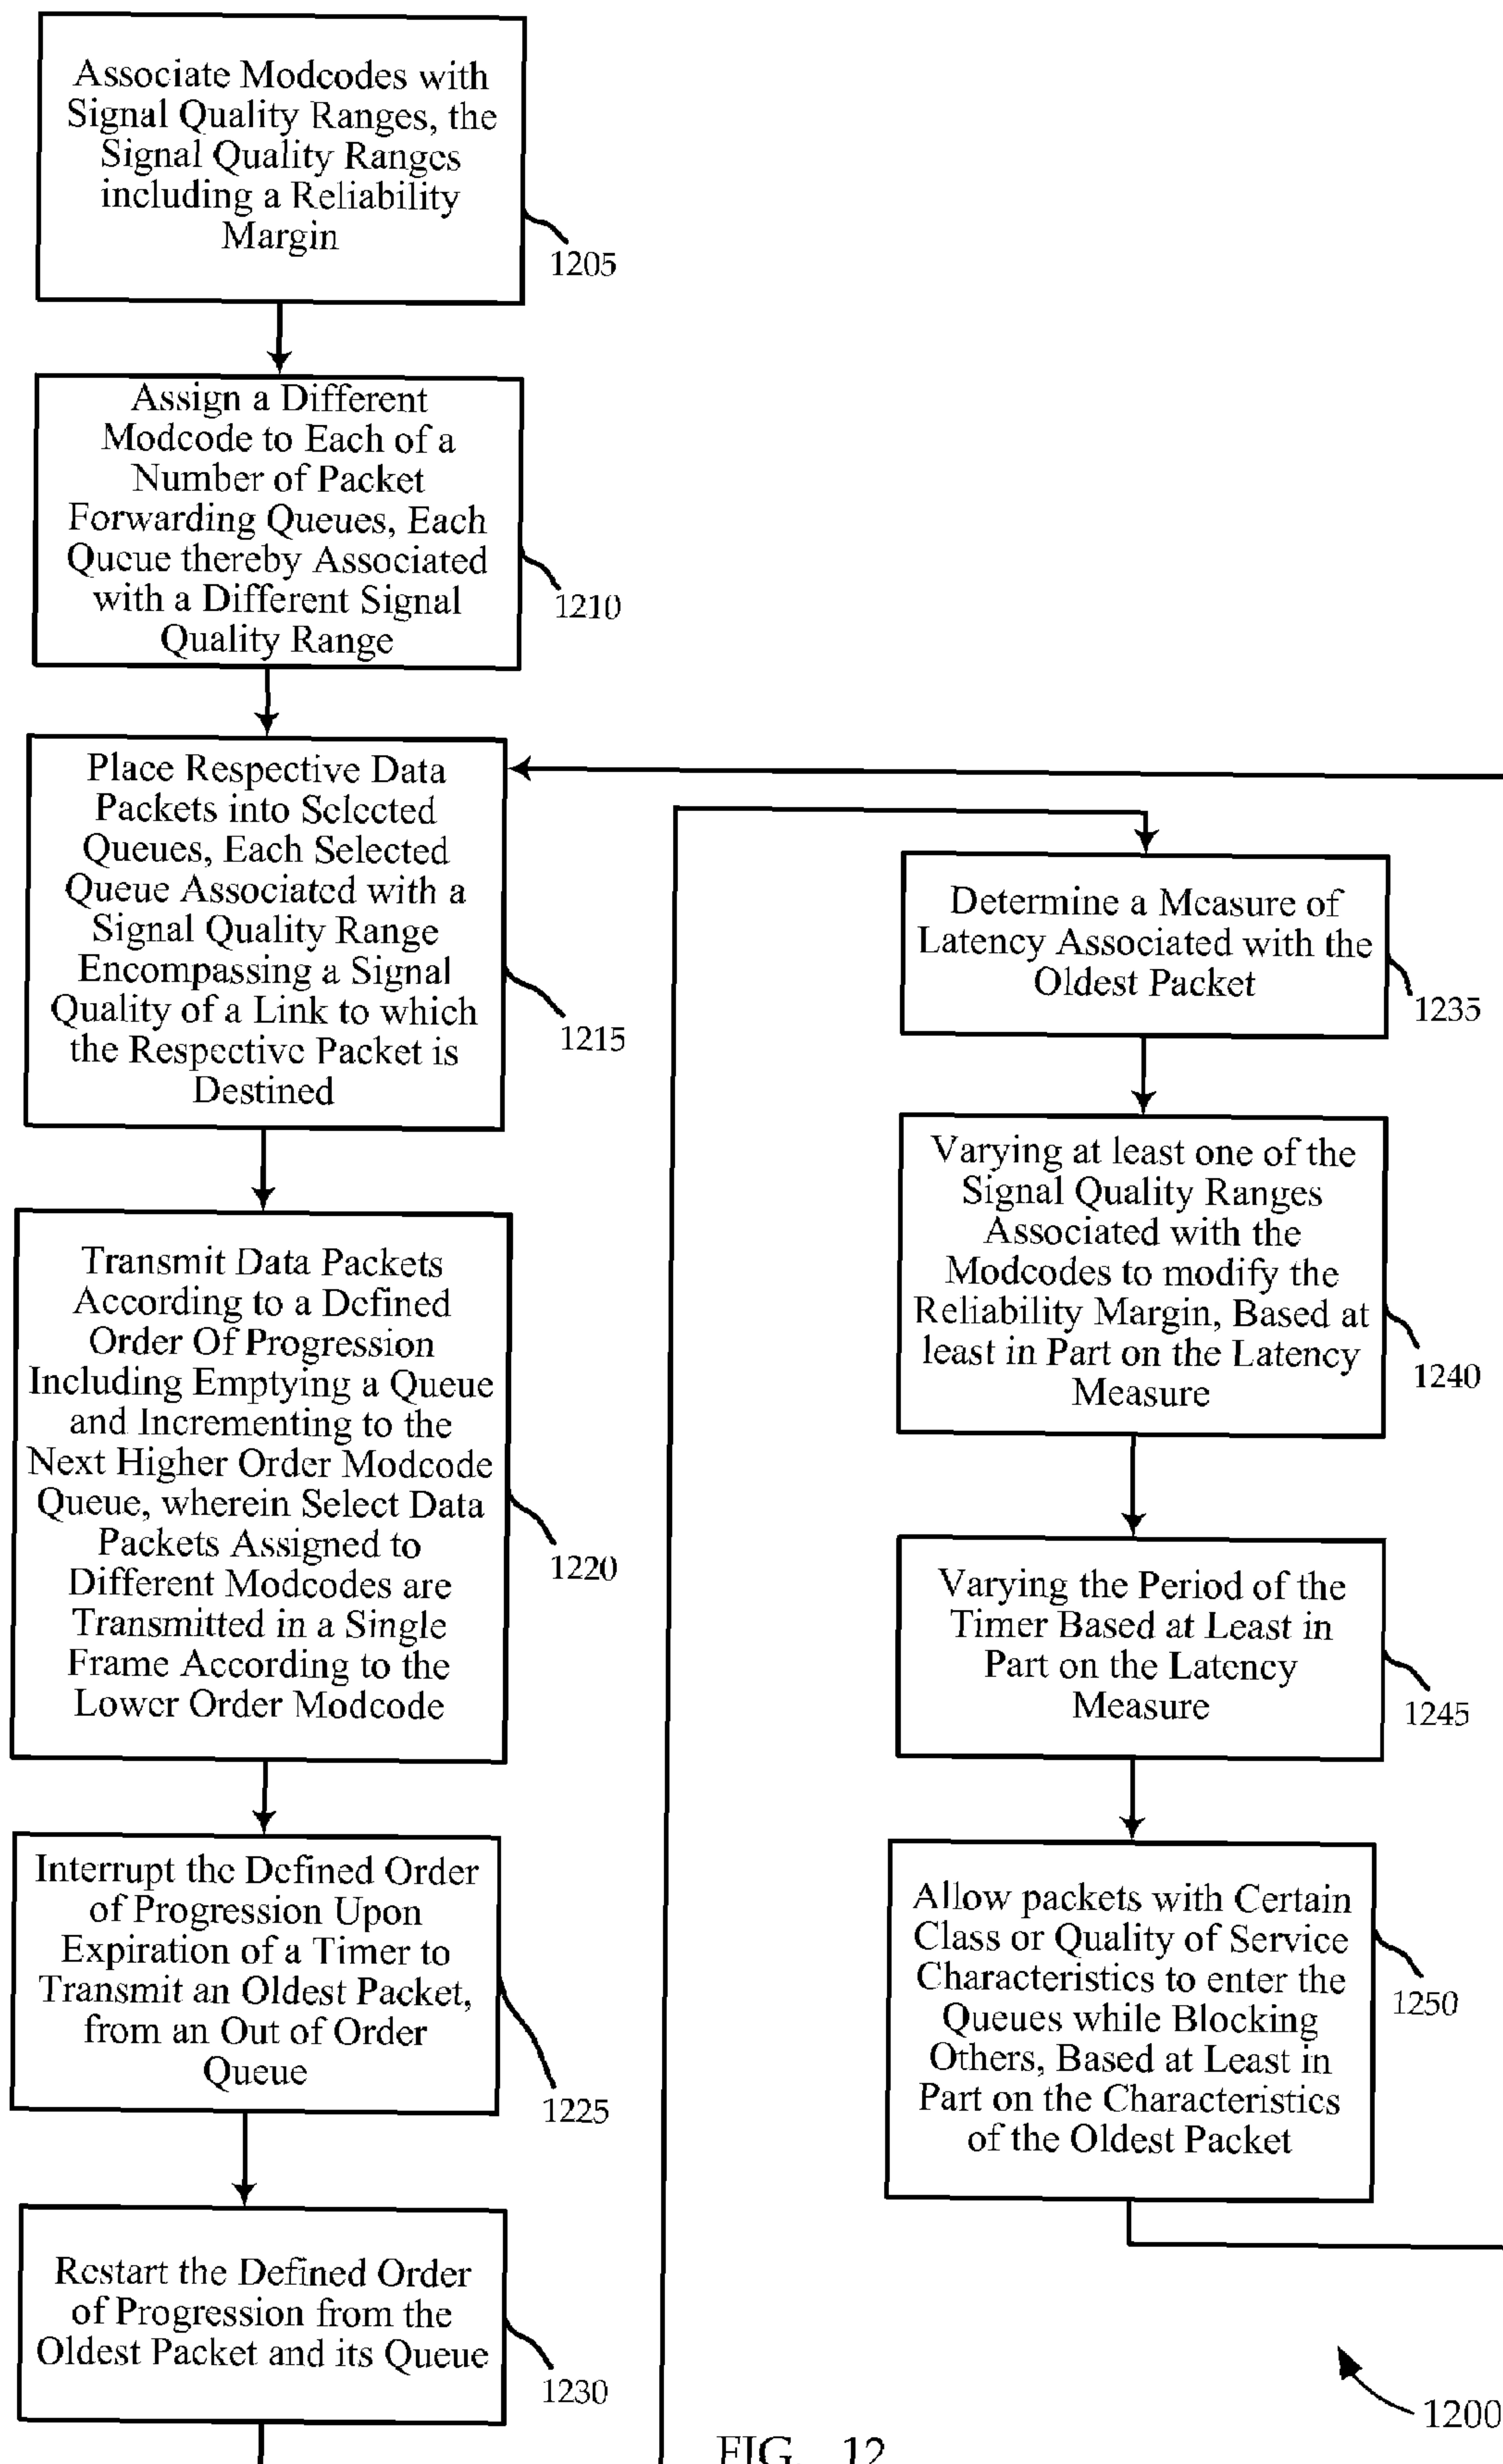 Associate Modcodes with
Signal Quality Ranges, the
Signal Quality Ranges
including a Reliability
Margin
1205
Assign a Different
Modcode to Each of a
Number of Packet
Forwarding Queues, Each
Queue thereby Associated
with a Different Signal
Quality Range
1210
Place Respective Data
Packets into Selected
Queues, Each Selected
Queue Associated with a
Signal Quality Range
Encompassing a Signal
Quality of a Link to which
the Respective Packet is
Destined
1215
Transmit Data Packets
According to a Defined
Order Of Progression
Including Emptying a Queue
and Incrementing to the
Next Higher Order Modcode
Queue, wherein Select Data
Packets Assigned to
Different Modcodes are
Transmitted in a Single
Frame According to the
Lower Order Modcode
1220
Interrupt the Defined Order
of Progression Upon
Expiration of a Timer to
Transmit an Oldest Packet,
from an Out of Order
Queue
1225
Restart the Defined Order
of Progression from the
Oldest Packet and its Queue
1230
Determine a Measure of
Latency Associated with the
Oldest Packet
1235
Varying at least one of the
Signal Quality Ranges
Associated with the
Modcodes to modify the
Reliability Margin, Based at
least in Part on the Latency
Measure
1240
Varying the Period of the
Timer Based at Least in
Part on the Latency
Measure
1245
Allow packets with Certain
Class or Quality of Service
Characteristics to enter the
Queues while Blocking
Others, Based at Least in
Part on the Characteristics
of the Oldest Packet
1250
1200
FIG. 12